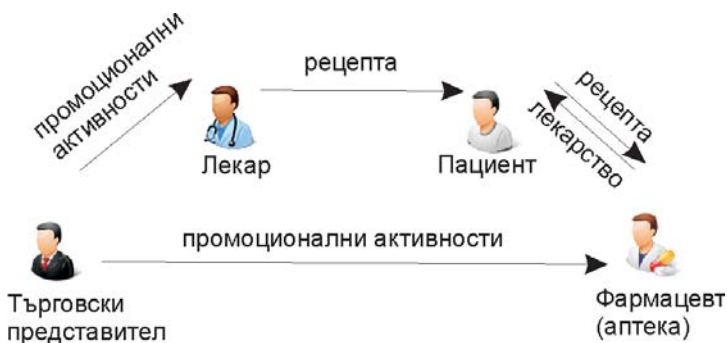 промоционални
активности
рецепта
рецепта
лекарство
Лекар
Пациент
промоционални активности
Търговски
представител
Фармацевт
(аптека)